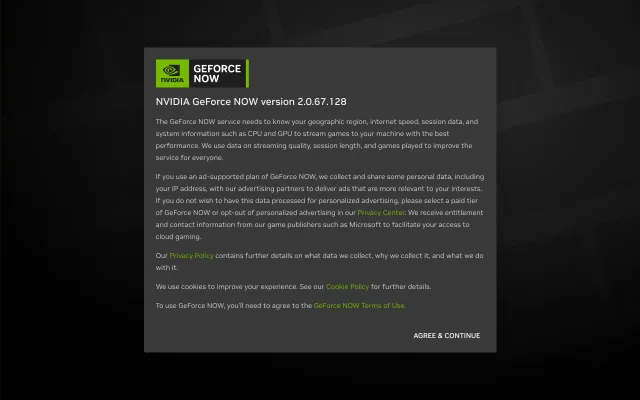 NVIDIA
GEFORCE
NOW
NVIDIA GeForce NOW version 2.0.67.128
The GeForce NOW service needs to know your geographic region, internet speed, session data, and
system information such as CPU and GPU to stream games to your machine with the best
performance. We use data on streaming quality, session length, and games played to improve the
service for everyone.
If you use an ad-supported plan of GeForce NOW, we collect and share some personal data, including
your IP address, with our advertising partners to deliver ads that are more relevant to your interests.
If you do not wish to have this data processed for personalized advertising, please select a paid tier
of GeForce NOW or opt-out of personalized advertising in our Privacy Center. We receive entitlement
and contact information from our game publishers such as Microsoft to facilitate your access to
cloud gaming.
Our Privacy Policy contains further details on what data we collect, why we collect it, and what we do
with it.
We use cookies to improve your experience. See our Cookie Policy for further details.
To use GeForce NOW, you'll need to agree to the GeForce NOW Terms of Use.
AGREE & CONTINUE